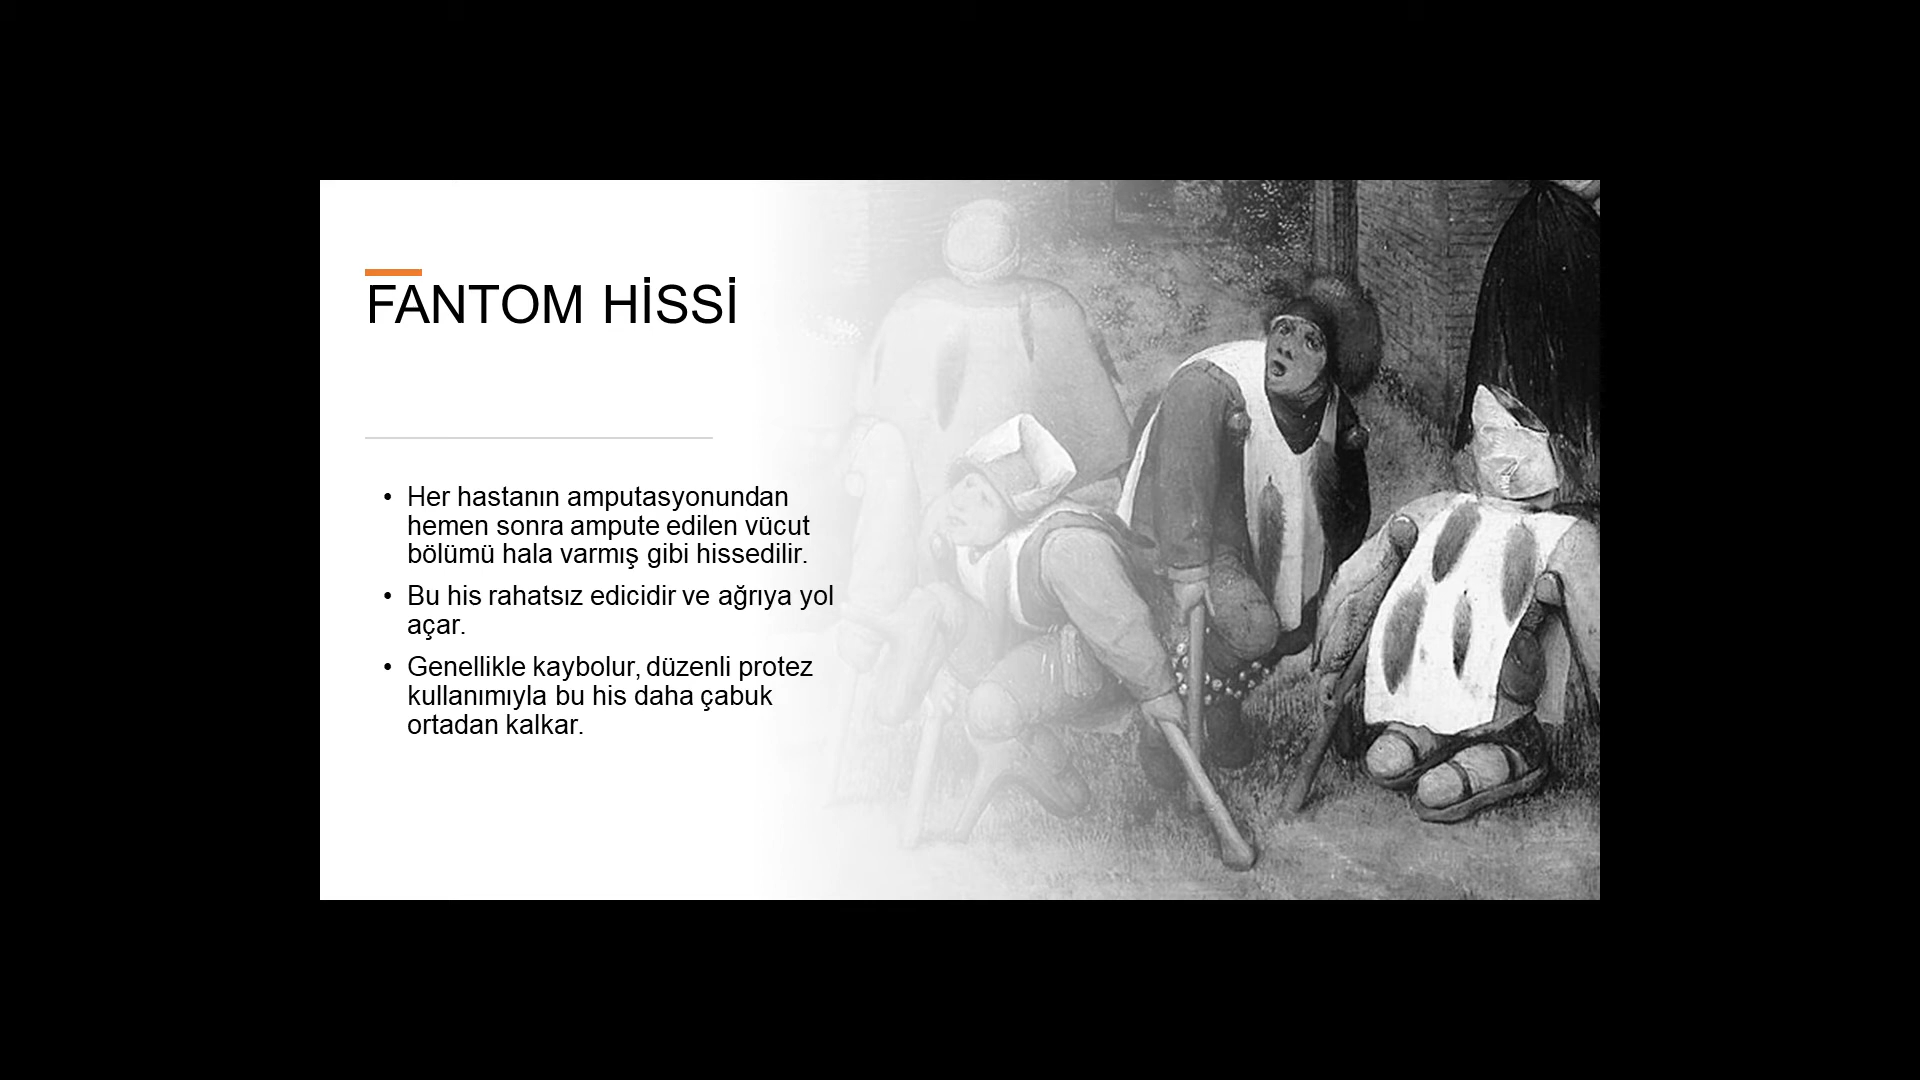 FANTOM HİSSİ
• Her hastanın amputasyonundan
hemen sonra ampute edilen vücut
bölümü hala varmış gibi hissedilir.
• Bu his rahatsız edicidir ve ağrıya yol
açar.
• Genellikle kaybolur, düzenli protez
kullanımıyla bu his daha çabuk
ortadan kalkar.